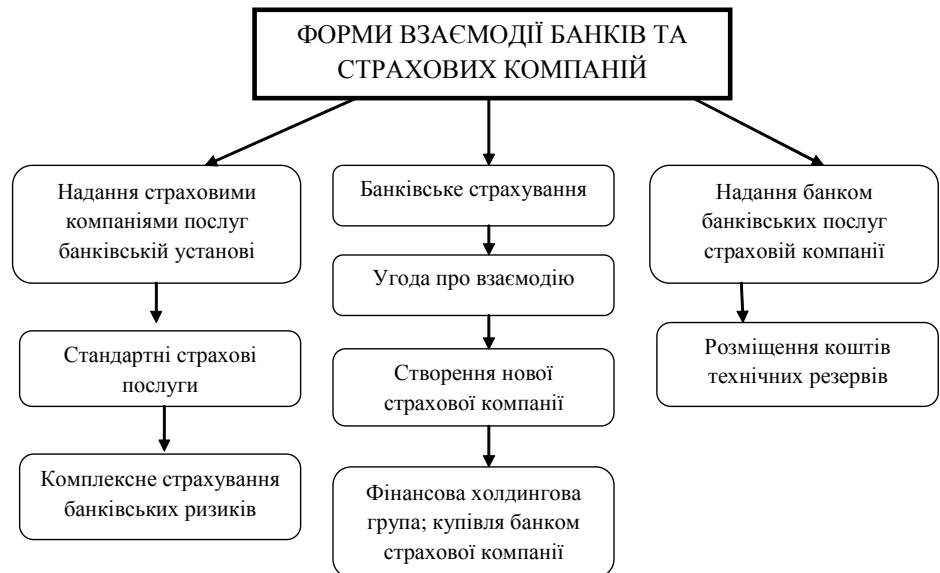 ФОРМИ ВЗАЄМОДІЇ БАНКІВ ТА
СТРАХОВИХ КОМПАНІЙ
Надання страховими
компаніями послуг
банківській установі
Стандартні страхові
послуги
Комплексне страхування
банківських ризиків
Банківське страхування
Угода про взаємодію
Створення нової
страхової компанії
Фінансова холдингова
група; купівля банком
страхової компанії
Надання банком
банківських послуг
страховій компанії
Розміщення коштів
технічних резервів